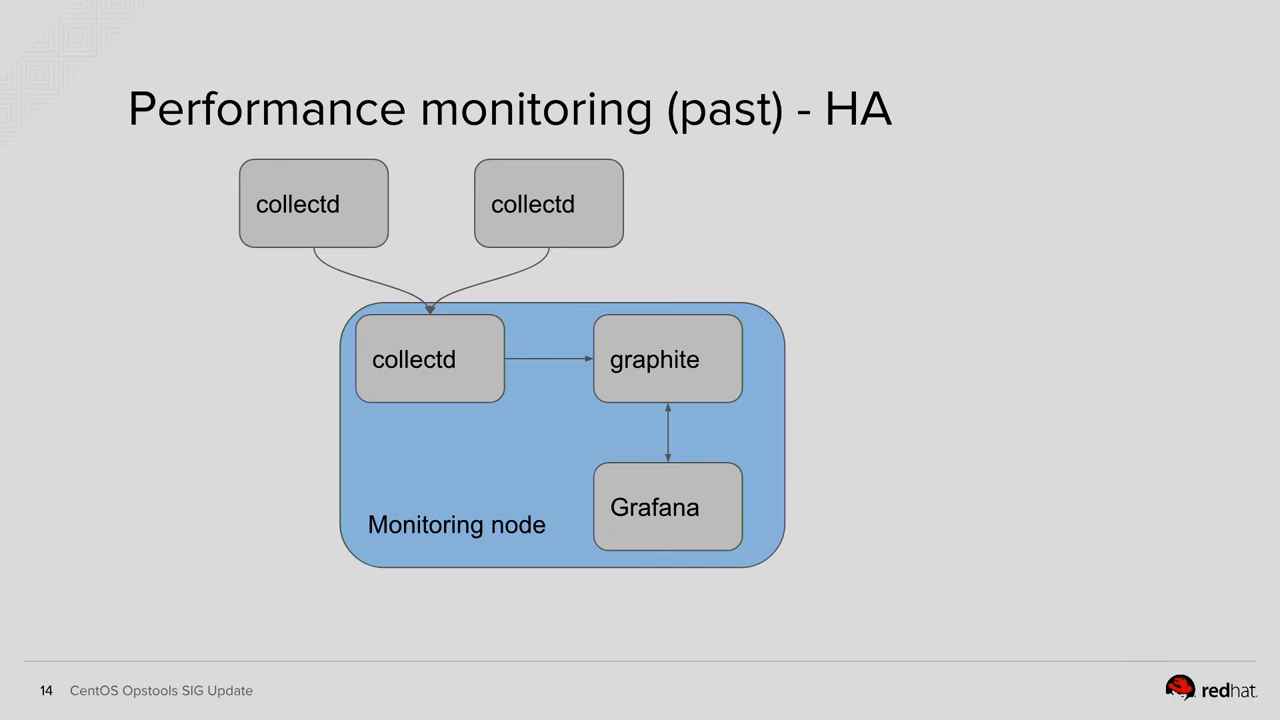 Performance monitoring (past) - HA
collectd
collectd
collectd
graphite
Grafana
Monitoring node
14 CentOS Opstools SIG Update
redhat.